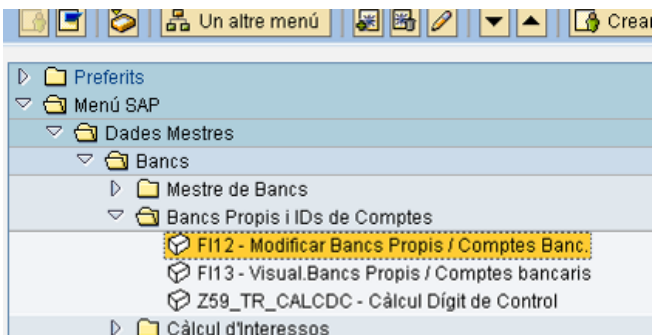 Un altre menú
Crear
Preferits
Menú SAP
Dades Mestres
Bancs
Mestre de Bancs
Bancs Propis i IDs de Comptes
FI12 - Modificar Bancs Propis / Comptes Banc.
FI13 - Visual.Bancs Propis / Comptes bancaris
Z59_TR_CALCDC - Càlcul Dígit de Control
Càlcul d'Interessos